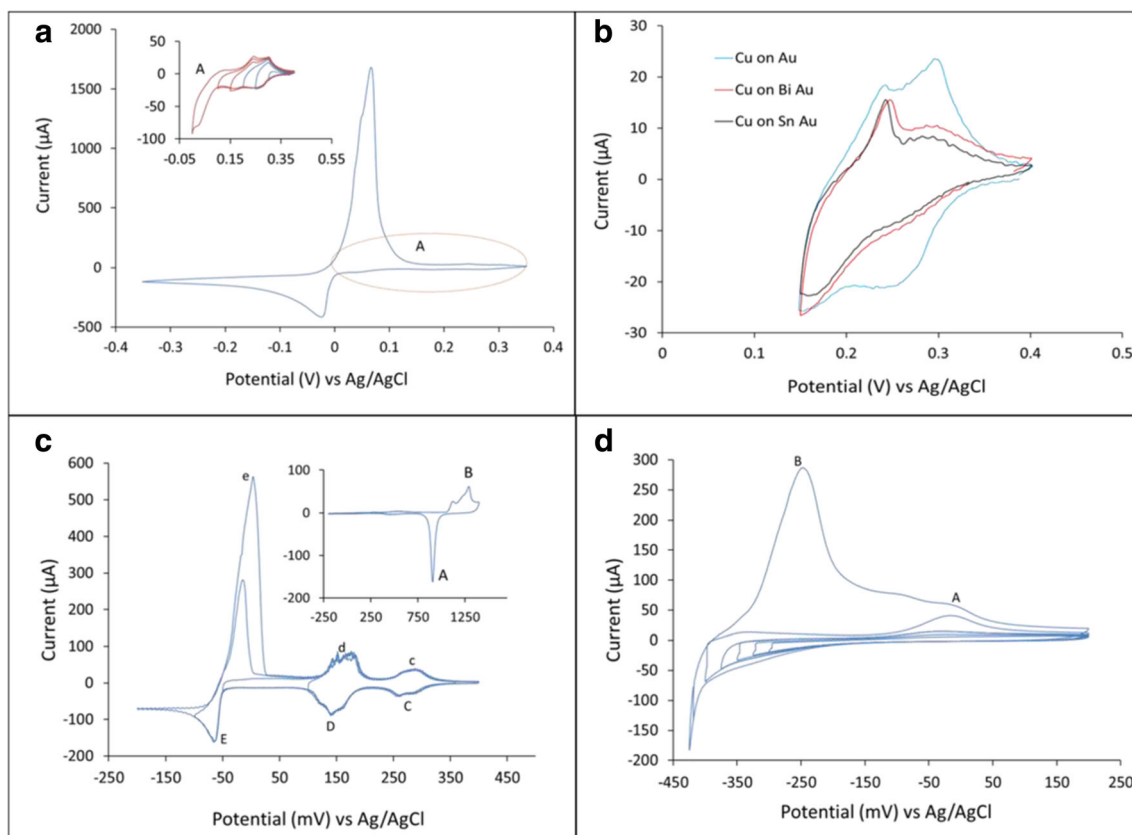 a
2000
1500
1000
500
0
-500
Current (µA)
-0.4 -0.3 -0.2 -0.1 0 0.1 0.2 0.3 0.4
Potential (V) vs Ag/AgCl
A
50
0
-50
-100
-0.05 0.15 0.35 0.55
A
b
30
20
10
0
-10
-20
-30
Current (µA)
Cu on Au
Cu on Bi Au
Cu on Sn Au
0 0.1 0.2 0.3 0.4 0.5
Potential (V) vs Ag/AgCl
c
600
500
400
300
200
100
0
-100
-200
Current (µA)
e
d
c
C
D
E
-250 -150 -50 50 150 250 350 450
Potential (mV) vs Ag/AgCl
100
0
-100
-200
B
A
-250 250 750 1250
d
300
250
200
150
100
50
0
-50
-100
-150
-200
Current (µA)
B
A
-450 -350 -250 -150 -50 50 150 250
Potential (mV) vs Ag/AgCl